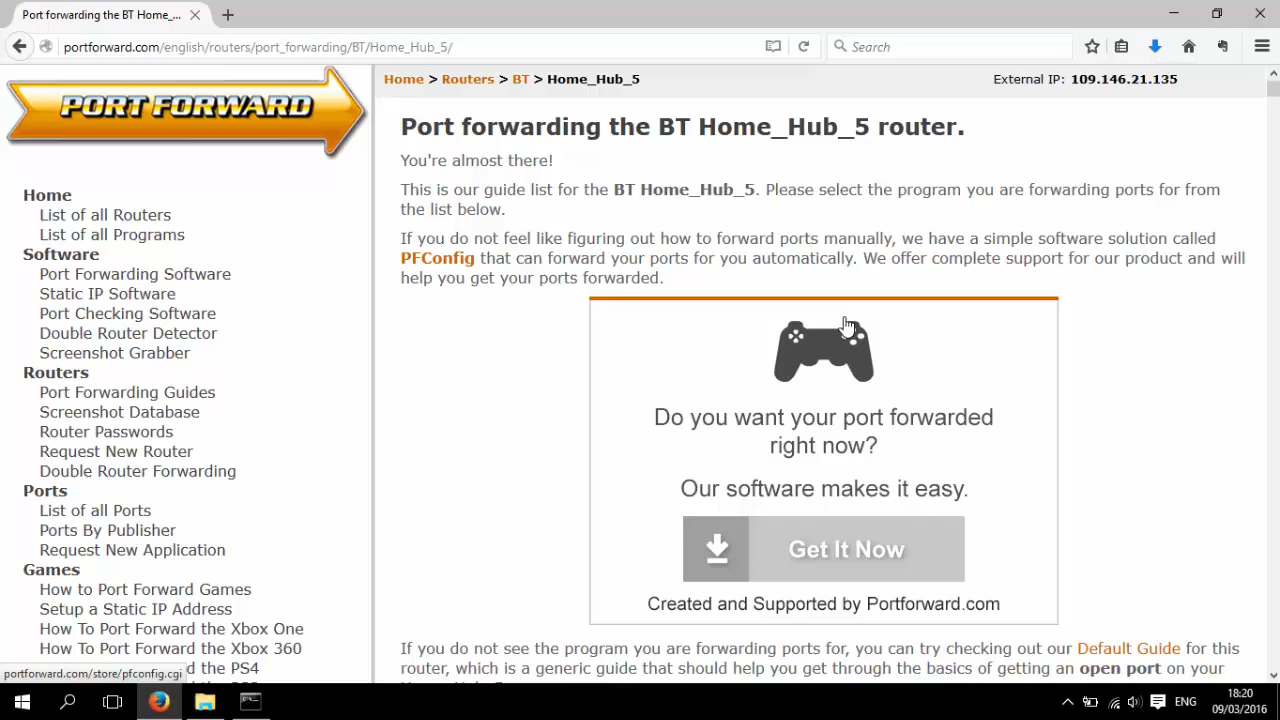 Port forwarding the BT Home_...
portforward.com/english/routers/port_forwarding/BT/Home_Hub_5/
Search
PORT FORWARD
Home > Routers > BT > Home_Hub_5
External IP: 109.146.21.135
Port forwarding the BT Home_Hub_5 router.
You're almost there!
This is our guide list for the BT Home_Hub_5. Please select the program you are forwarding ports for from
the list below.
If you do not feel like figuring out how to forward ports manually, we have a simple software solution called
PFConfig that can forward your ports for you automatically. We offer complete support for our product and will
help you get your ports forwarded.
Do you want your port forwarded
right now?
Our software makes it easy.
Get It Now
Created and Supported by Portforward.com
If you do not see the program you are forwarding ports for, you can try checking out our Default Guide for this
router, which is a generic guide that should help you get through the basics of getting an open port on your
Home
List of all Routers
List of all Programs
Software
Port Forwarding Software
Static IP Software
Port Checking Software
Double Router Detector
Screenshot Grabber
Routers
Port Forwarding Guides
Screenshot Database
Router Passwords
Request New Router
Double Router Forwarding
Ports
List of all Ports
Ports By Publisher
Request New Application
Games
How to Port Forward Games
Setup a Static IP Address
How To Port Forward the Xbox One
How To Port Forward the Xbox 360
d the PS4
portforward.com/store/pfconfig.cgi
ENG
18:20
09/03/2016